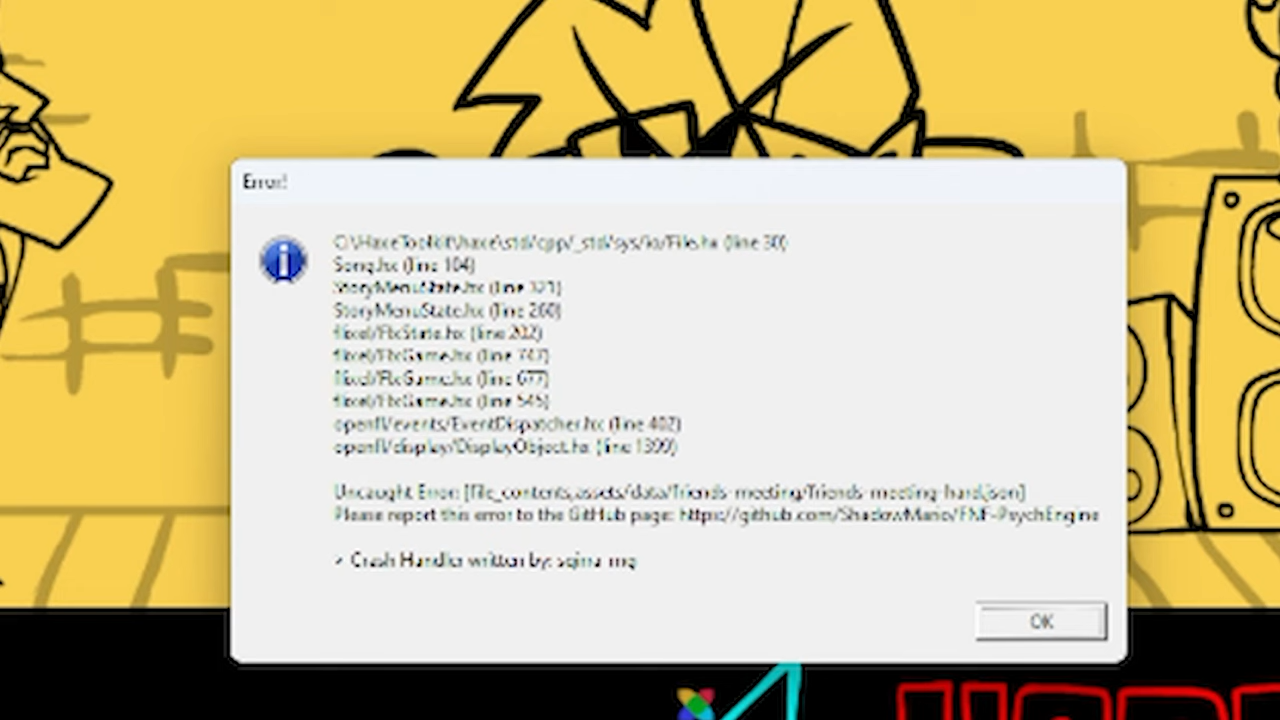 Error!
C:\HaxeToolkit\haxe\std/cpp/_std/sys/io/File.hx (line 30)
Song.hx (line 104)
StoryMenuState.hx (line 321)
StoryMenuState.hx (line 260)
flixel/FlxState.hx (line 202)
flixel/FlxGame.hx (line 747)
flixel/FlxGame.hx (line 677)
flixel/FlxGame.hx (line 545)
openfl/events/EventDispatcher.hx (line 402)
openfl/display/DisplayObject.hx (line 1399)
Uncaught Error: [file_contents,assets/data/friends-meeting/friends-meeting-hard.json]
Please report this error to the GitHub page: https://github.com/ShadowMario/FNF-PsychEngine
> Crash Handler written by:
OK
HARD